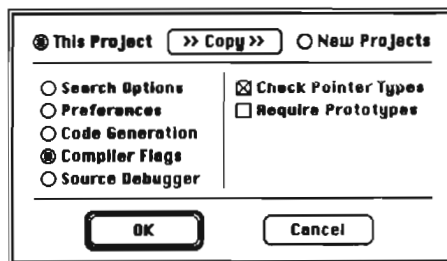 This Project >> Copy >> New Projects
Search Options
Preferences
Code Generation
Compiler Flags
Source Debugger
Check Pointer Types
Require Prototypes
OK Cancel